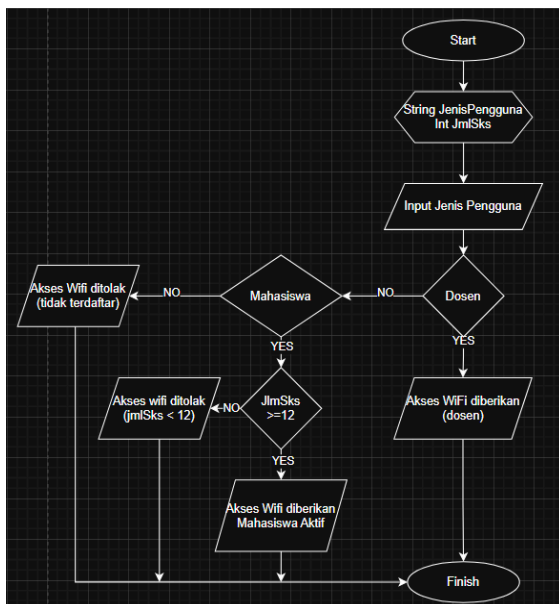 Start
String JenisPengguna
Int JmlSks
Input Jenis Pengguna
Dosen
NO
Mahasiswa
NO
Akses Wifi ditolak
(tidak terdaftar)
YES
YES
Akses WiFi diberikan
(dosen)
JlmSks
>=12
NO
Akses wifi ditolak
(jmlSks < 12)
YES
Akses Wifi diberikan
Mahasiswa Aktif
Finish